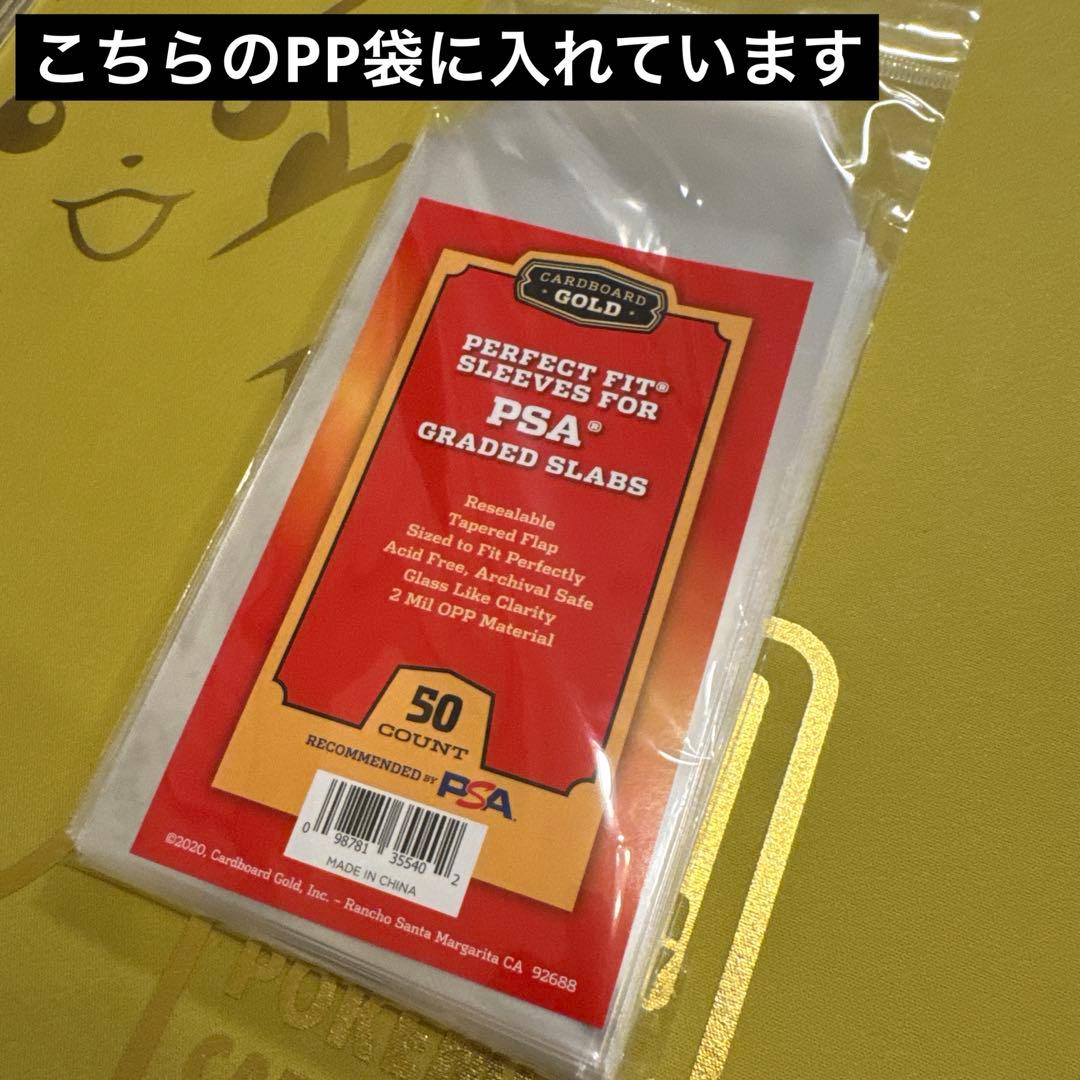 こちらのPP袋に入れています
CARDBOARD
GOLD
PERFECT FIT®
SLEEVES FOR
PSA®
GRADED SLABS
Resealable
Tapered Flap
Sized to Fit Perfectly
Acid Free, Archival Safe
Glass Like Clarity
2 Mil OPP Material
50
COUNT
RECOMMENDED BY PSA
0 98781 35540 2
MADE IN CHINA
©2020, Cardboard Gold, Inc. - Rancho Santa Margarita CA 92688